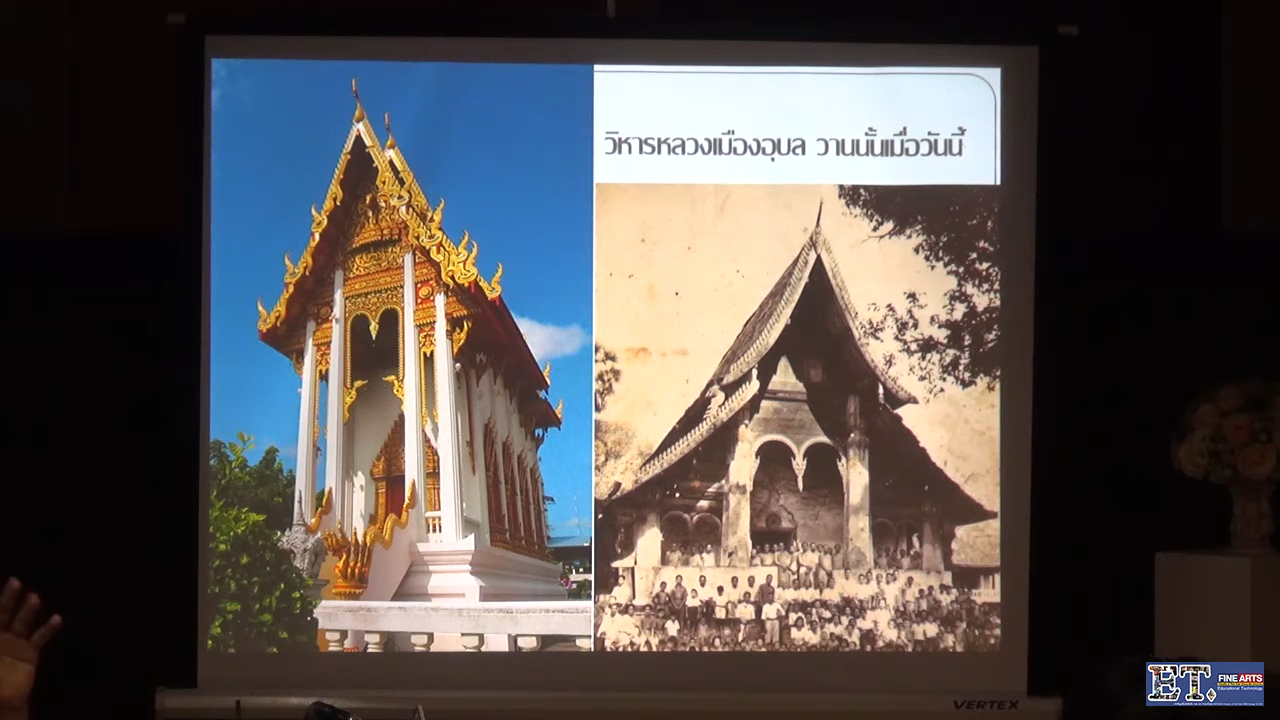 วิหารหลวงเมืองอุบล วานนั้นเมื่อวันนี้
VERTEX
ET.
FINE ARTS
Educational Technology